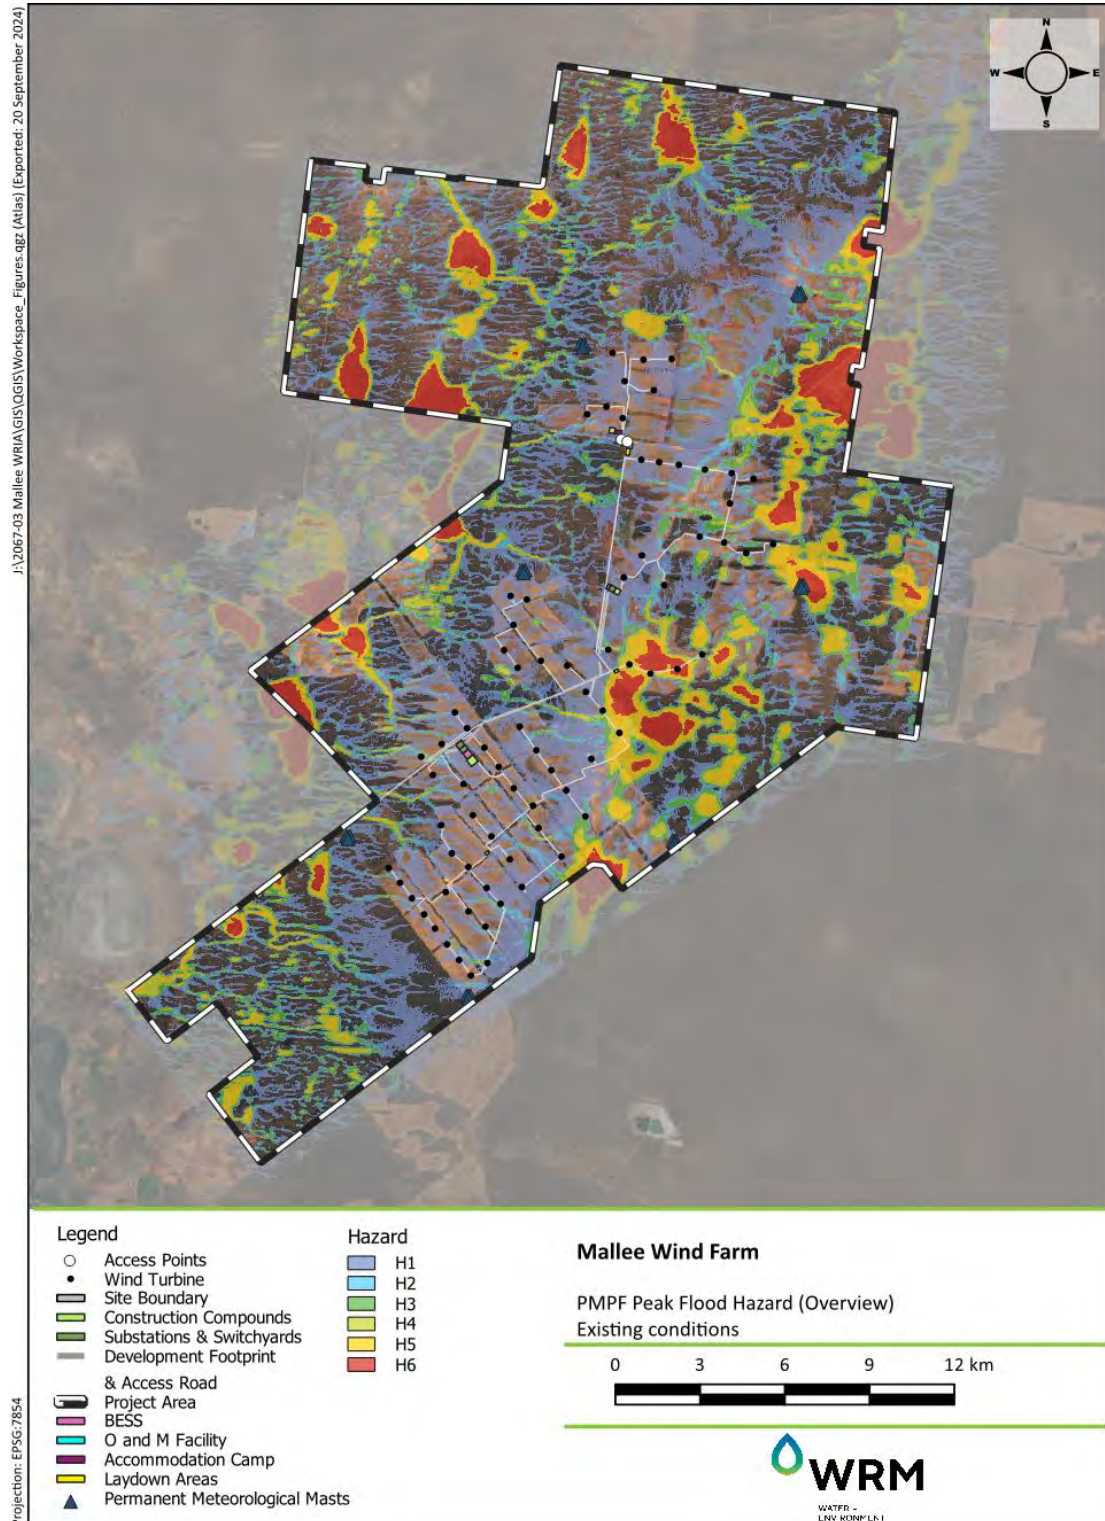 J:\2067-03 Mallee WRIA\GIS\QGIS\Workspace_Figures.qgz (Atlas) (Exported: 20 September 2024)
N
W
E
S
Legend
Access Points
Wind Turbine
Site Boundary
Construction Compounds
Substations & Switchyards
Development Footprint
& Access Road
Project Area
BESS
O and M Facility
Accommodation Camp
Laydown Areas
Permanent Meteorological Masts
Hazard
H1
H2
H3
H4
H5
H6
Mallee Wind Farm
PMPF Peak Flood Hazard (Overview)
Existing conditions
0 3 6 9 12 km
WRM
WATER +
ENVIRONMENT
Projection: EPSG:7854